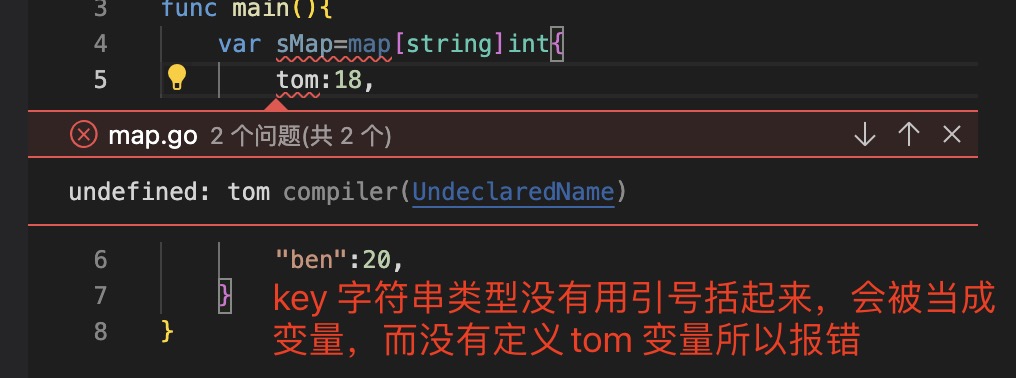 3 func main(){
4 var sMap=map[string]int{
5 tom:18,
map.go 2 个问题(共 2 个)
undefined: tom compiler(UndeclaredName)
6 "ben":20,
7 }
key 字符串类型没有用引号括起来，会被当成
8 }
变量，而没有定义 tom 变量所以报错